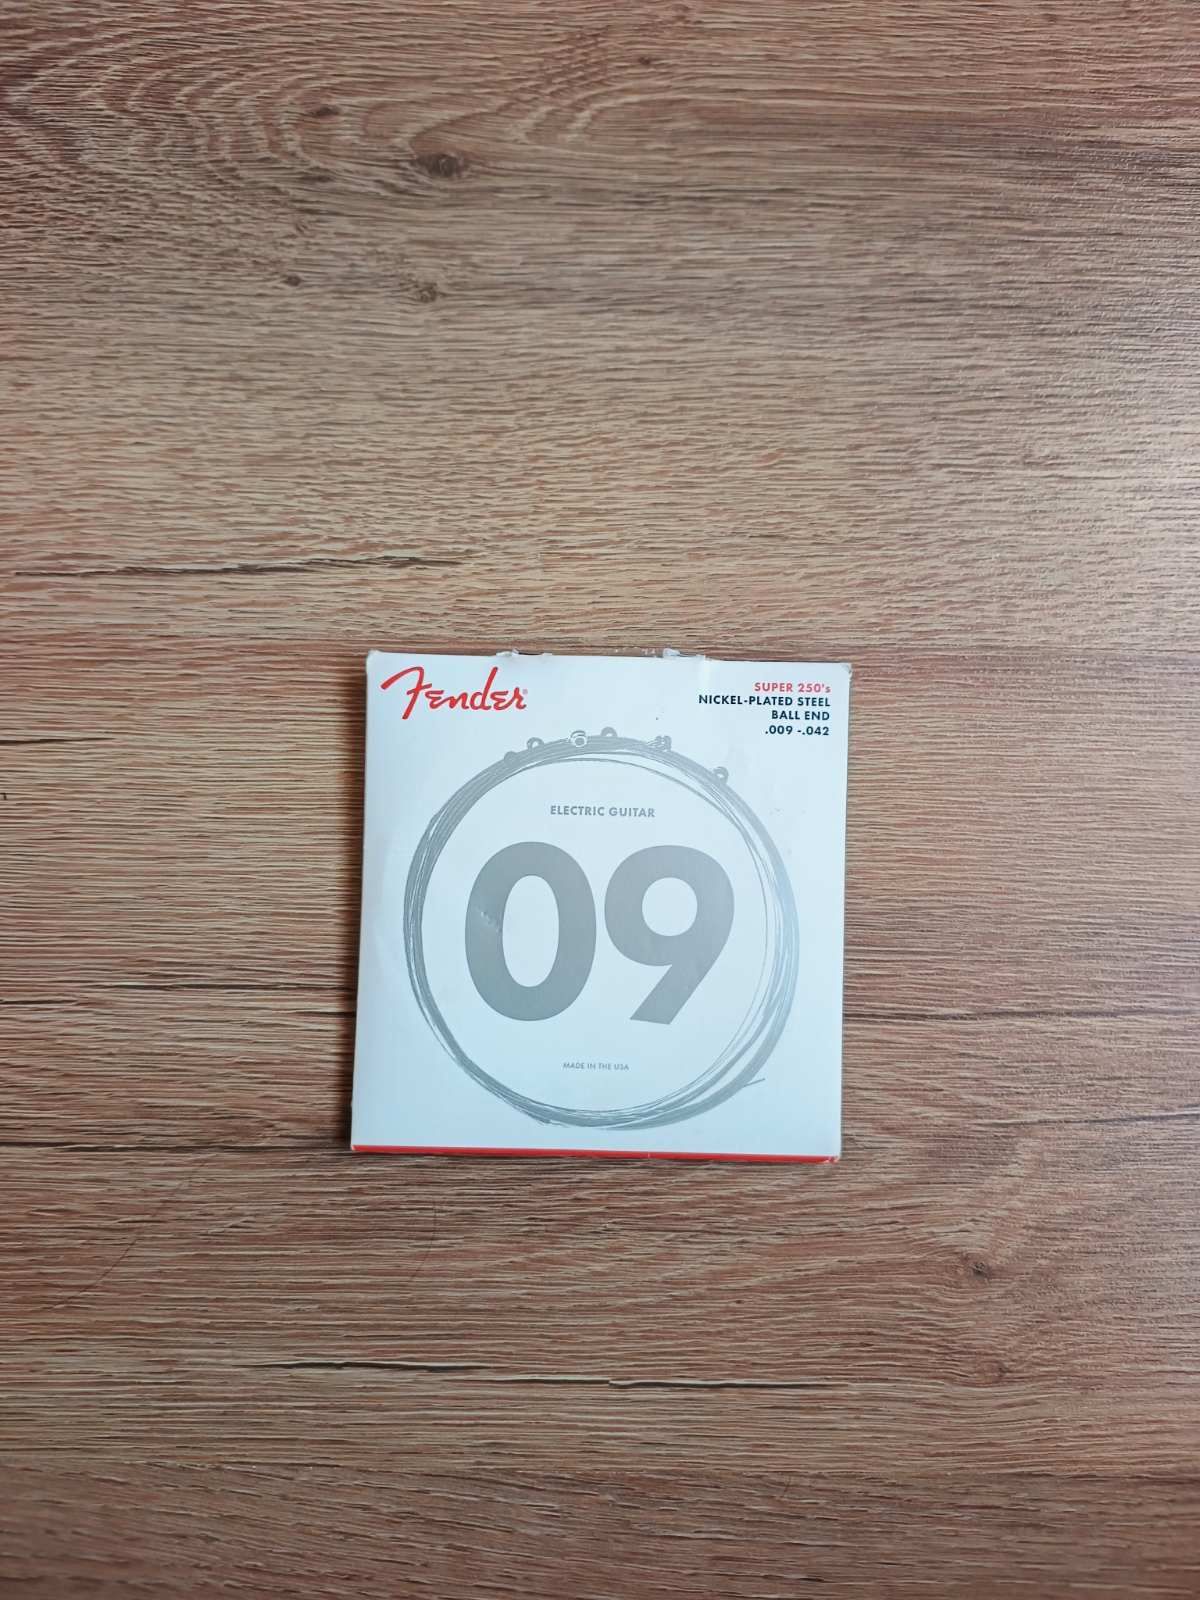 Fender®
SUPER 250's
NICKEL-PLATED STEEL
BALL END
.009 -.042
ELECTRIC GUITAR
09
MADE IN THE USA